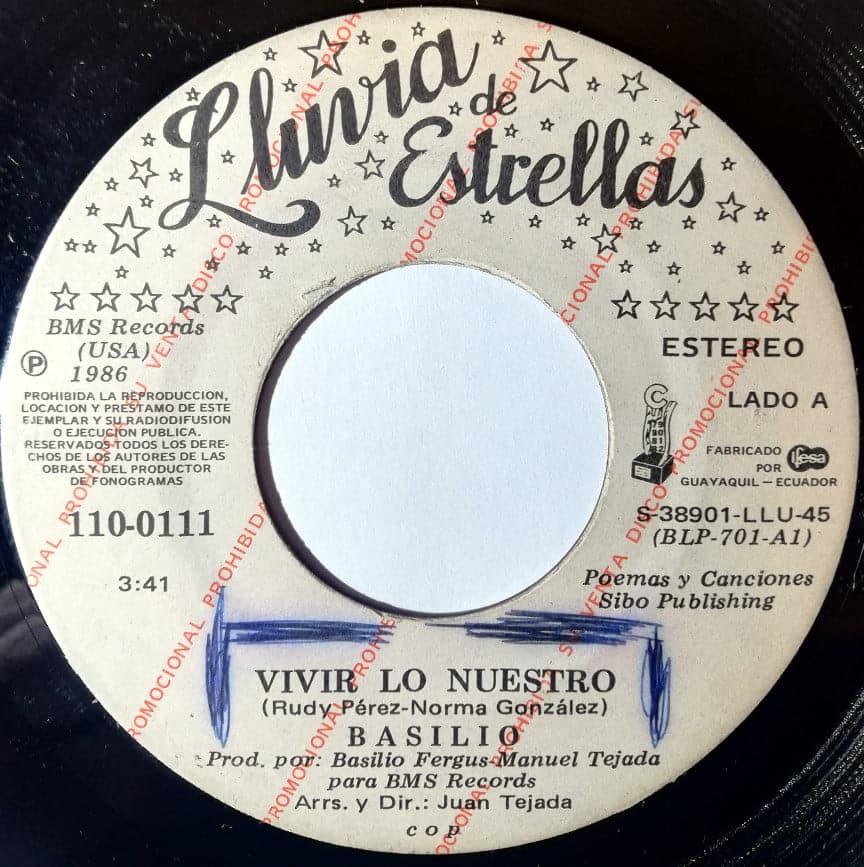 Lluvia
de
Estrellas
BMS Records
(USA)
Ⓟ 1986
PROHIBIDA LA REPRODUCCION,
LOCACION Y PRESTAMO DE ESTE
EJEMPLAR Y SU RADIODIFUSION
O EJECUCION PUBLICA.
RESERVADOS TODOS LOS DERE-
CHOS DE LOS AUTORES DE LAS
OBRAS Y DEL PRODUCTOR
DE FONOGRAMAS
110-0111
3:41
ESTEREO
LADO A
FABRICADO
POR
ifesa
GUAYAQUIL — ECUADOR
S-38901-LLU-45
(BLP-701-A1)
Poemas y Canciones
Sibo Publishing
VIVIR LO NUESTRO
(Rudy Pérez-Norma González)
BASILIO
Prod. por: Basilio Fergus-Manuel Tejada
para BMS Records
Arrs. y Dir.: Juan Tejada
cop
DISCO PROMOCIONAL PROHIBIDA SU VENTA